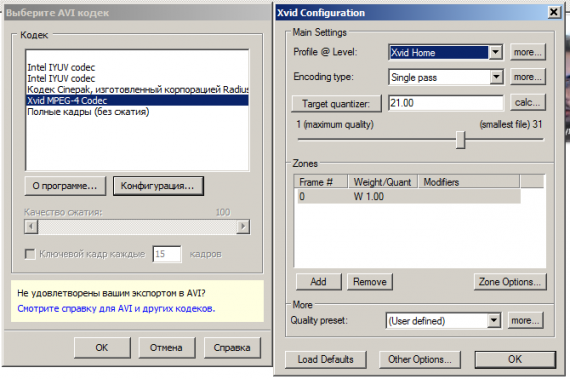 Выберите AVI кодек
Кодек
Intel IYUV codec
Intel IYUV codec
Кодек Cinepak, изготовленный корпорацией Radius
Xvid MPEG-4 Codec
Полные кадры (без сжатия)
О программе...
Конфигурация...
Качество сжатия:
100
Ключевой кадр каждые
15
кадров
Не удовлетворены вашим экспортом в AVI?
Смотрите справку для AVI и других кодеков.
ОК
Отмена
Справка
Xvid Configuration
Main Settings
Profile @ Level:
Xvid Home
more...
Encoding type:
Single pass
more...
Target quantizer:
21.00
calc...
1 (maximum quality)
(smallest file) 31
Zones
Frame #
Weight/Quant
Modifiers
0
W 1.00
Add
Remove
Zone Options...
More
Quality preset:
(User defined)
more...
Load Defaults
Other Options...
OK